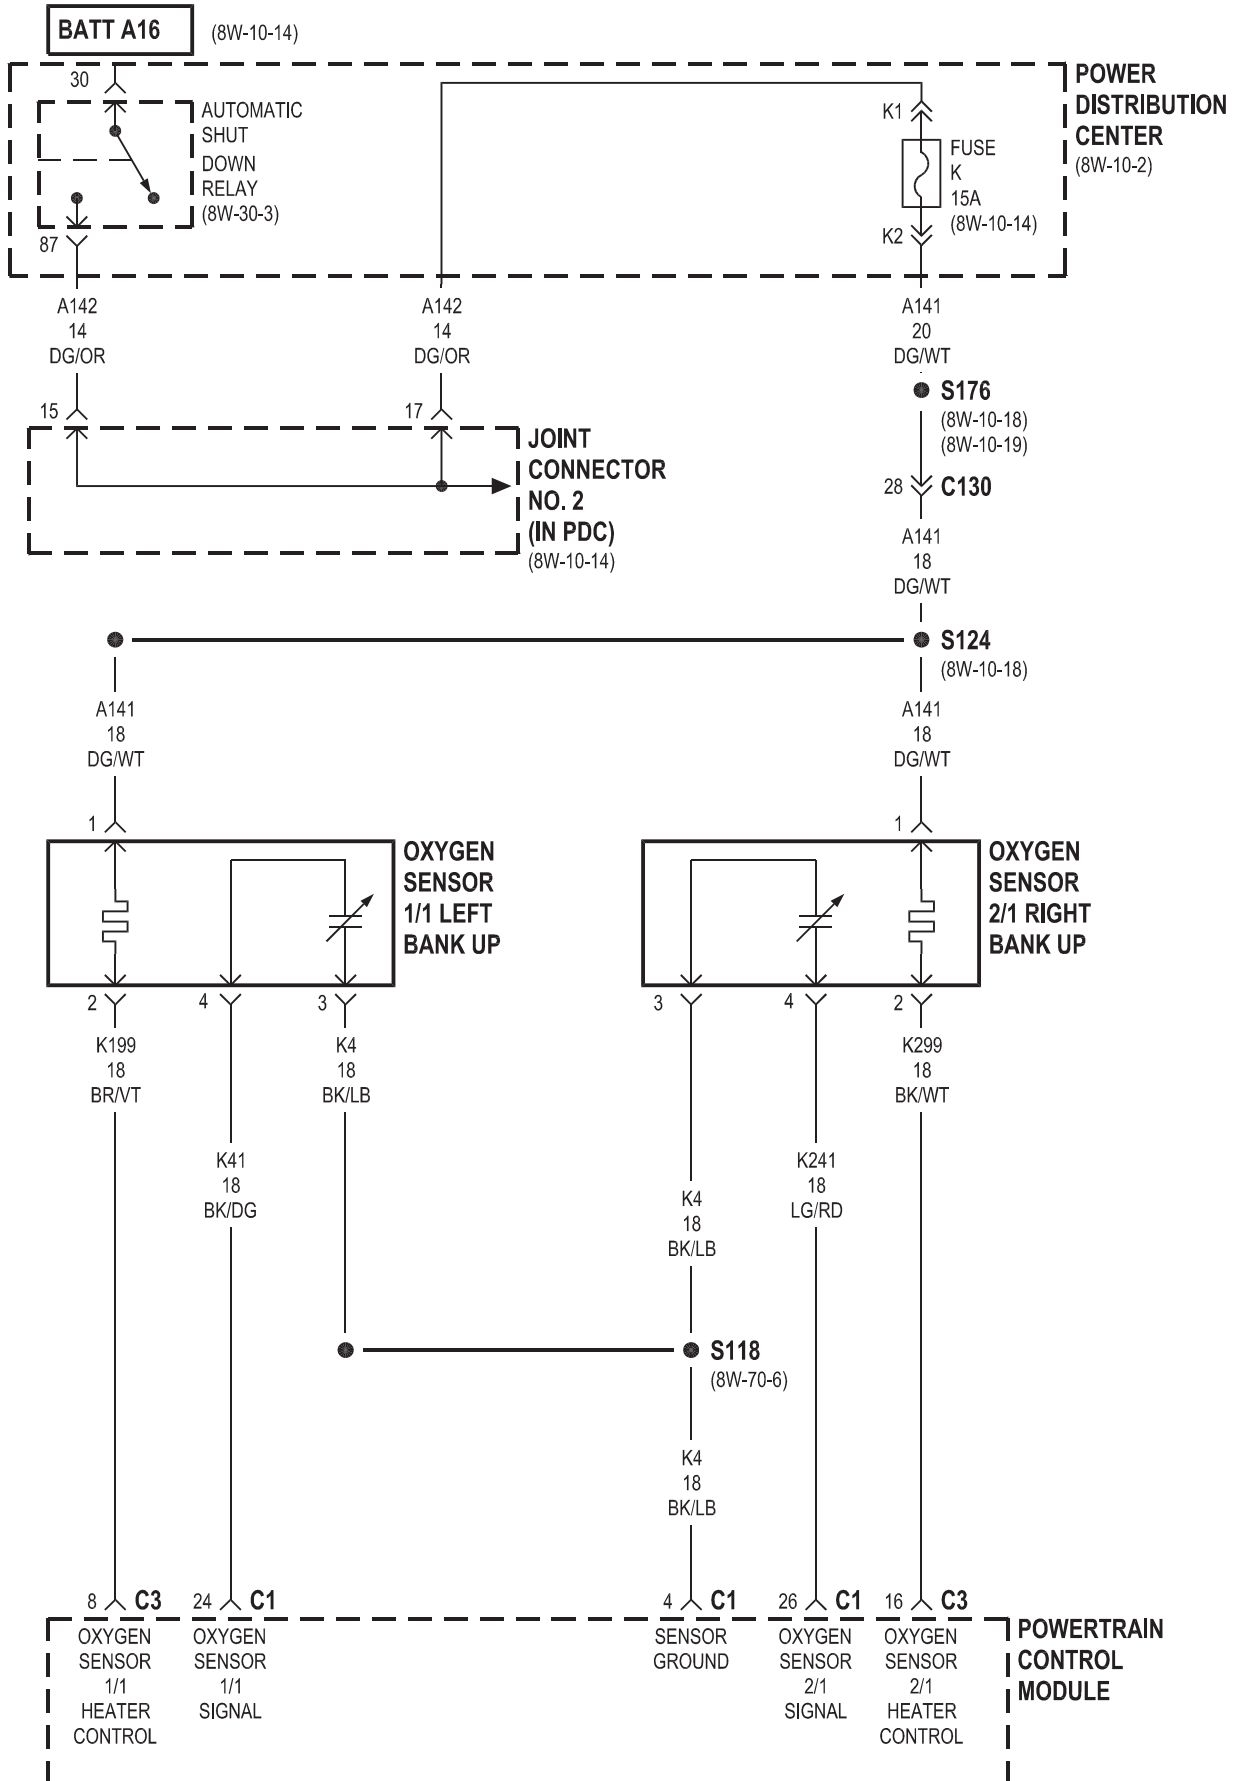 BATT A16
(8W-10-14)
30
AUTOMATIC
SHUT
DOWN
RELAY
(8W-30-3)
87
K1
FUSE
K
15A
(8W-10-14)
K2
POWER
DISTRIBUTION
CENTER
(8W-10-2)
A142
14
DG/OR
A142
14
DG/OR
A141
20
DG/WT
S176
(8W-10-18)
(8W-10-19)
15
17
JOINT
CONNECTOR
NO. 2
(IN PDC)
(8W-10-14)
28
C130
A141
18
DG/WT
S124
(8W-10-18)
A141
18
DG/WT
A141
18
DG/WT
1
1
OXYGEN
SENSOR
1/1 LEFT
BANK UP
OXYGEN
SENSOR
2/1 RIGHT
BANK UP
2
4
3
3
4
2
K199
18
BR/VT
K4
18
BK/LB
K299
18
BK/WT
K41
18
BK/DG
K4
18
BK/LB
K241
18
LG/RD
S118
(8W-70-6)
K4
18
BK/LB
8
C3
24
C1
4
C1
26
C1
16
C3
OXYGEN
SENSOR
1/1
HEATER
CONTROL
OXYGEN
SENSOR
1/1
SIGNAL
SENSOR
GROUND
OXYGEN
SENSOR
2/1
SIGNAL
OXYGEN
SENSOR
2/1
HEATER
CONTROL
POWERTRAIN
CONTROL
MODULE